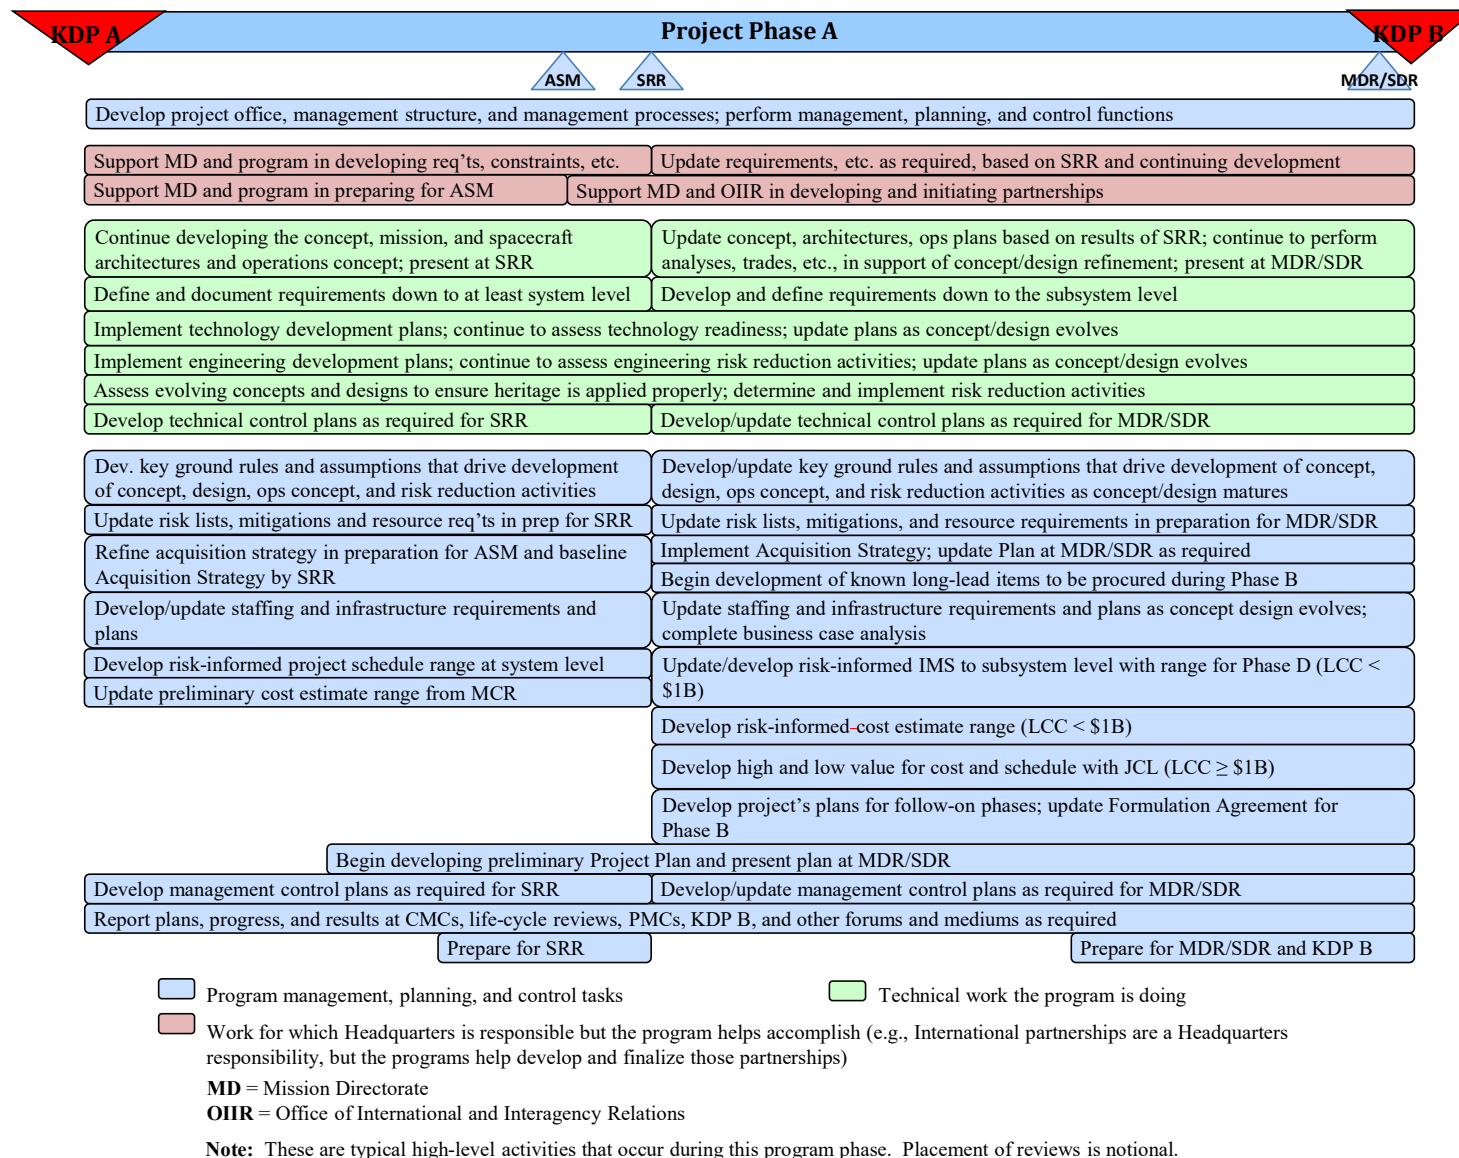 KDP A
Project Phase A
KDP B
ASM
SRR
MDR/SDR
Develop project office, management structure, and management processes; perform management, planning, and control functions
Support MD and program in developing req'ts, constraints, etc.
Update requirements, etc. as required, based on SRR and continuing development
Support MD and program in preparing for ASM
Support MD and OIIR in developing and initiating partnerships
Continue developing the concept, mission, and spacecraft
architectures and operations concept; present at SRR
Update concept, architectures, ops plans based on results of SRR; continue to perform
analyses, trades, etc., in support of concept/design refinement; present at MDR/SDR
Define and document requirements down to at least system level
Develop and define requirements down to the subsystem level
Implement technology development plans; continue to assess technology readiness; update plans as concept/design evolves
Implement engineering development plans; continue to assess engineering risk reduction activities; update plans as concept/design evolves
Assess evolving concepts and designs to ensure heritage is applied properly; determine and implement risk reduction activities
Develop technical control plans as required for SRR
Develop/update technical control plans as required for MDR/SDR
Dev. key ground rules and assumptions that drive development
of concept, design, ops concept, and risk reduction activities
Develop/update key ground rules and assumptions that drive development of concept,
design, ops concept, and risk reduction activities as concept/design matures
Update risk lists, mitigations and resource req'ts in prep for SRR
Update risk lists, mitigations, and resource requirements in preparation for MDR/SDR
Refine acquisition strategy in preparation for ASM and baseline
Acquisition Strategy by SRR
Implement Acquisition Strategy; update Plan at MDR/SDR as required
Begin development of known long-lead items to be procured during Phase B
Develop/update staffing and infrastructure requirements and
plans
Update staffing and infrastructure requirements and plans as concept design evolves;
complete business case analysis
Develop risk-informed project schedule range at system level
Update preliminary cost estimate range from MCR
Update/develop risk-informed IMS to subsystem level with range for Phase D (LCC <
$1B)
Develop risk-informed-cost estimate range (LCC < $1B)
Develop high and low value for cost and schedule with JCL (LCC ≥ $1B)
Develop project's plans for follow-on phases; update Formulation Agreement for
Phase B
Begin developing preliminary Project Plan and present plan at MDR/SDR
Develop management control plans as required for SRR
Develop/update management control plans as required for MDR/SDR
Report plans, progress, and results at CMCs, life-cycle reviews, PMCs, KDP B, and other forums and mediums as required
Prepare for SRR
Prepare for MDR/SDR and KDP B
Program management, planning, and control tasks
Technical work the program is doing
Work for which Headquarters is responsible but the program helps accomplish (e.g., International partnerships are a Headquarters
responsibility, but the programs help develop and finalize those partnerships)
MD = Mission Directorate
OIIR = Office of International and Interagency Relations
Note: These are typical high-level activities that occur during this program phase. Placement of reviews is notional.